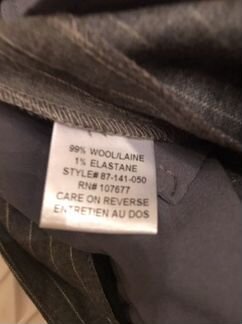 99% WOOL/LAINE
1% ELASTANE
STYLE# 87-141-050
RN# 107677
CARE ON REVERSE
ENTRETIEN AU DOS